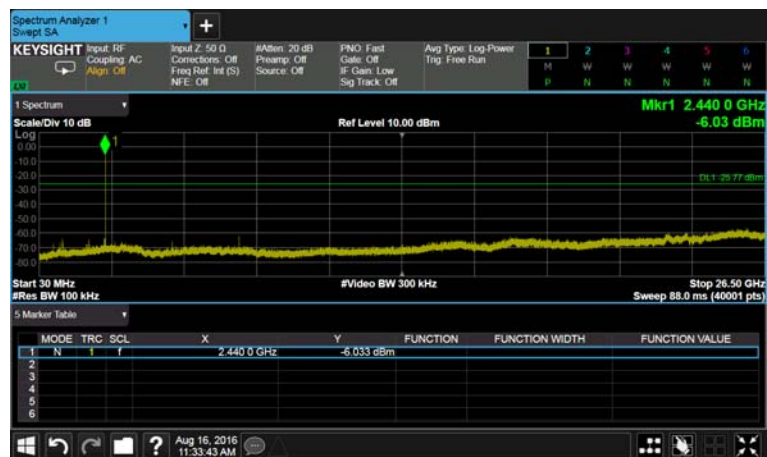 Spectrum Analyzer 1
Swept SA
KEYSIGHT
Input: RF
Coupling: AC
Align: Off
Input Z: 50 Ω
Corrections: Off
Freq Ref: Int (S)
NFE: Off
#Atten: 20 dB
Preamp: Off
Source: Off
PNO: Fast
Gate: Off
IF Gain: Low
Sig Track: Off
Avg Type: Log-Power
Trig: Free Run
1 2 3 4 5 6
M W W W W W
P N N N N N
1 Spectrum
Scale/Div 10 dB
Ref Level 10.00 dBm
Mkr1 2.440 0 GHz
-6.03 dBm
Log
1
0.00
-10.0
-20.0
DL1 -25.77 dBm
-30.0
-40.0
-50.0
-60.0
-70.0
-80.0
Start 30 MHz
#Video BW 300 kHz
Stop 26.50 GHz
#Res BW 100 kHz
Sweep 88.0 ms (40001 pts)
5 Marker Table
MODE TRC SCL X Y FUNCTION FUNCTION WIDTH FUNCTION VALUE
1 N 1 f 2.440 0 GHz -6.033 dBm
2
3
4
5
6
Aug 16, 2016
11:33:43 AM